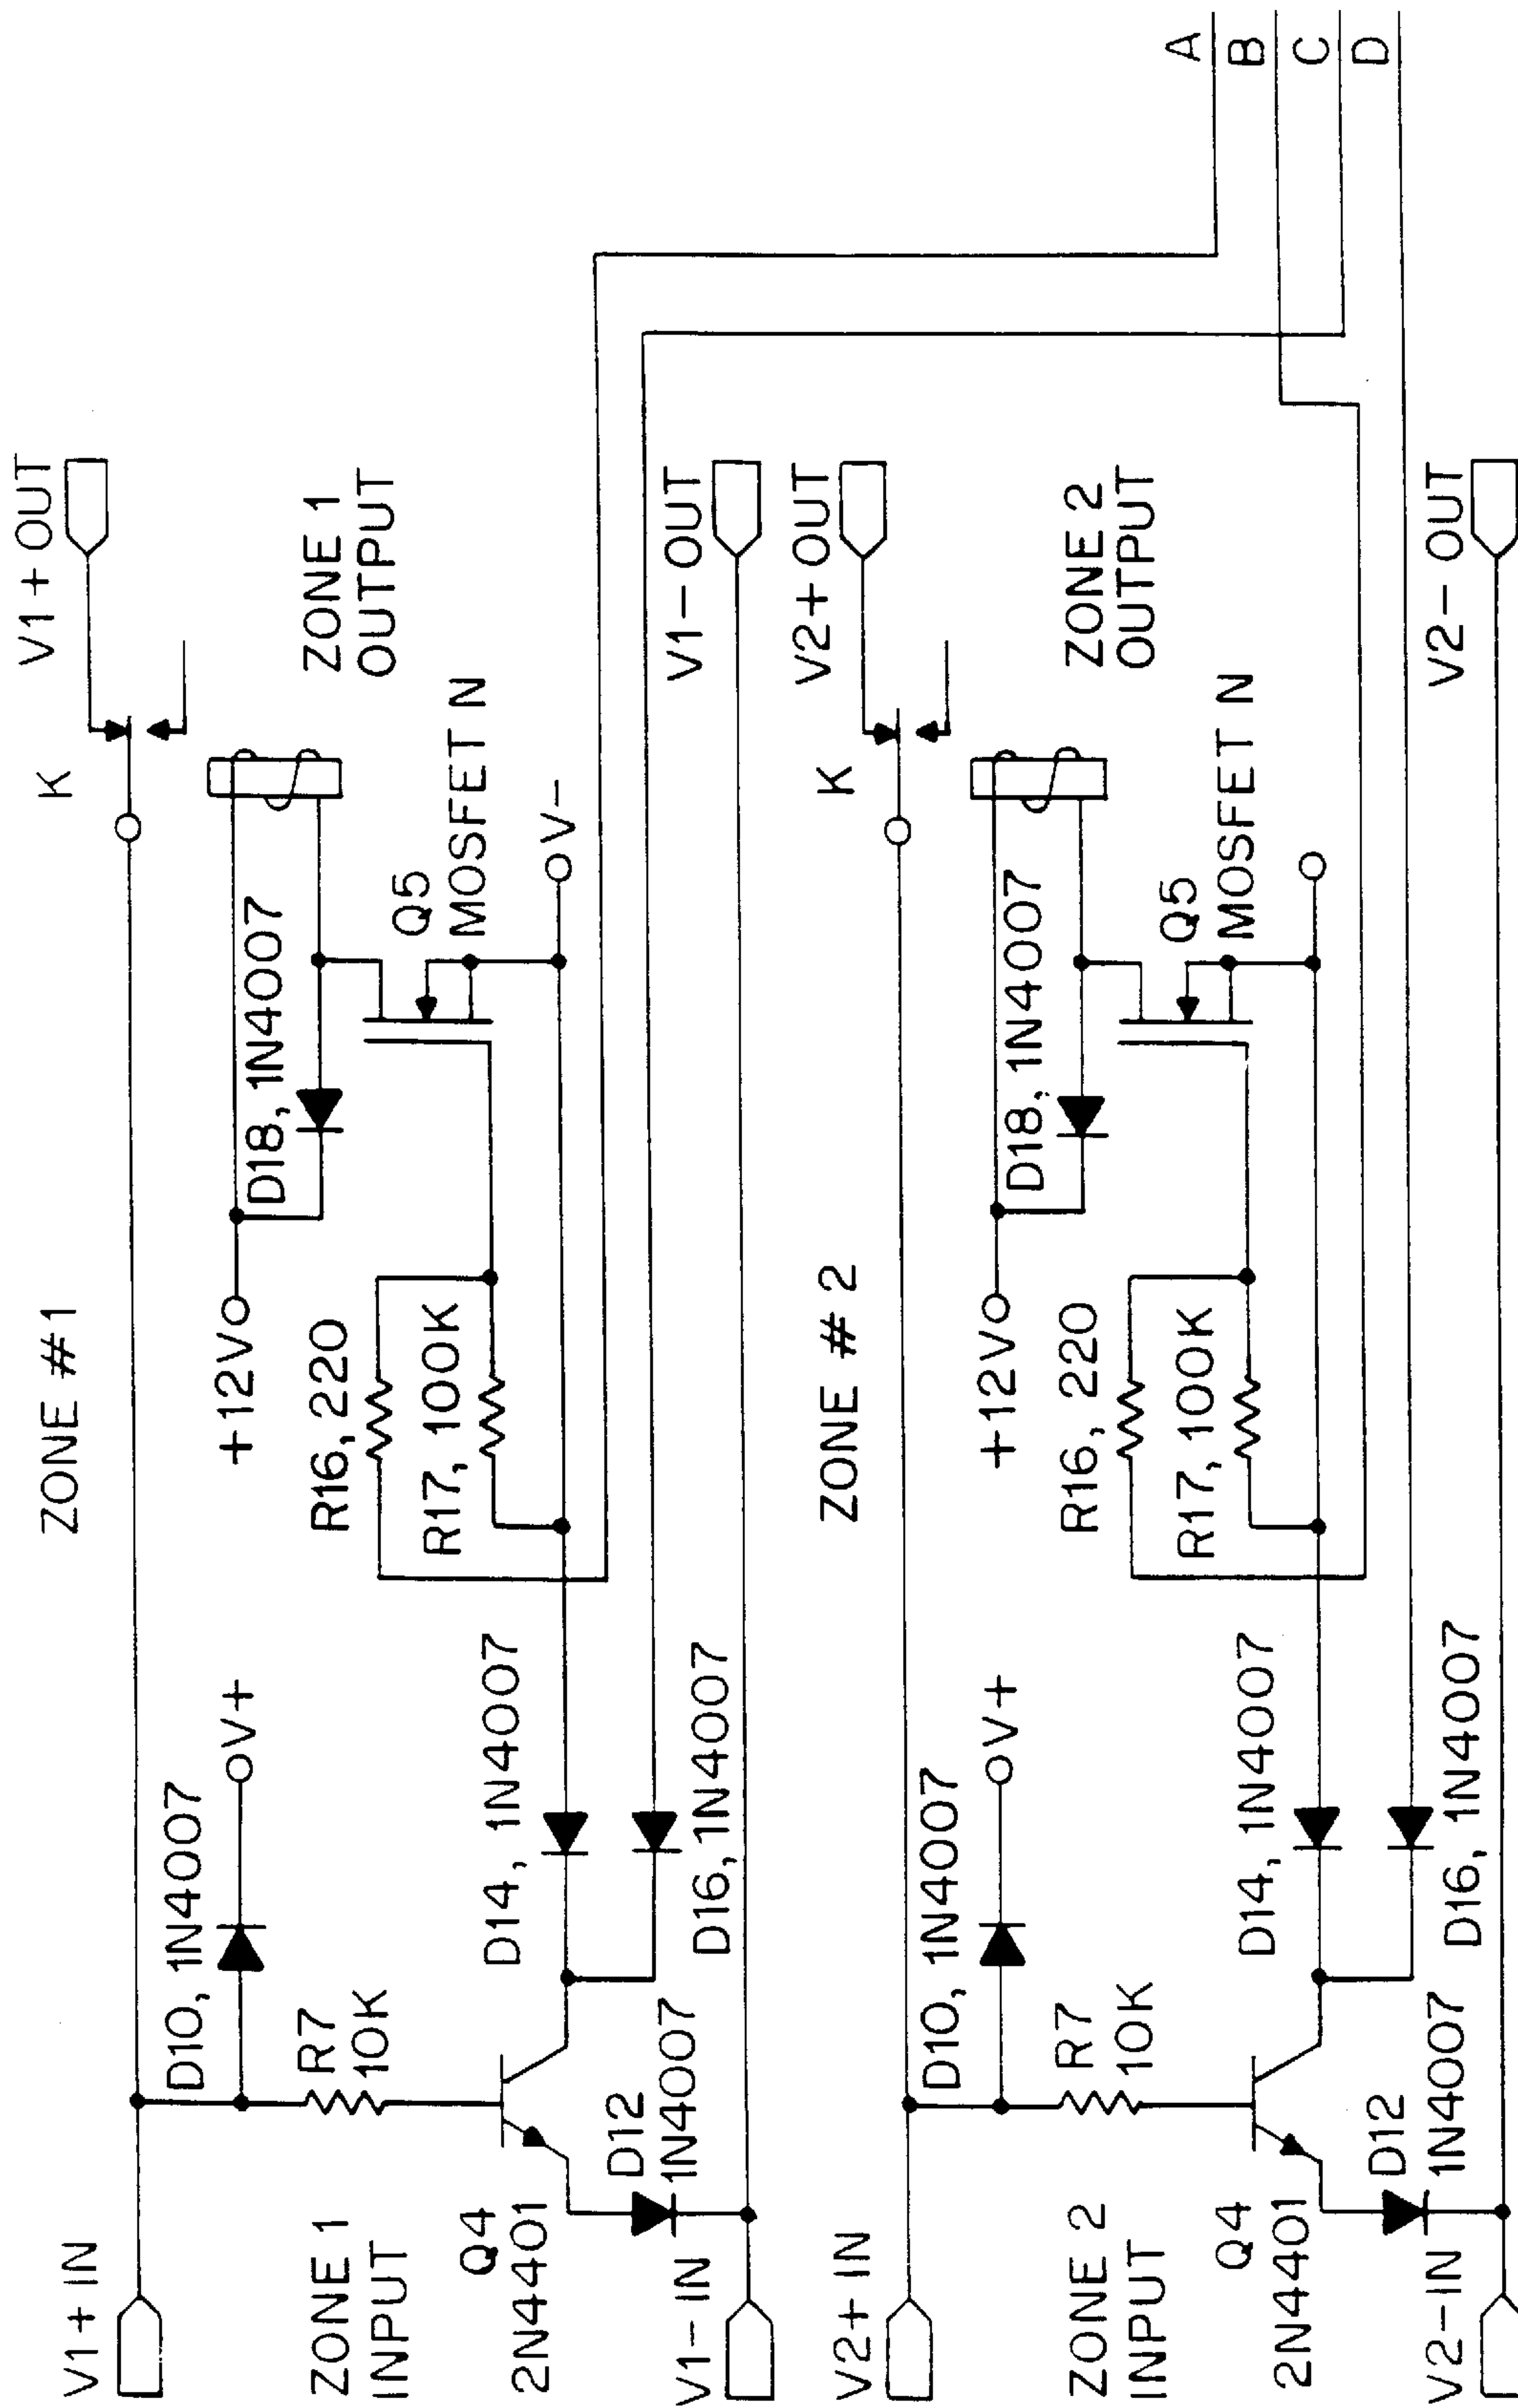 ZONE #1
V1+IN
K
V1+OUT
D10, 1N4007
V+
+12V
D18, 1N4007
ZONE 1
INPUT
R7
10K
R16, 220
R17, 100K
Q5
MOSFET N
ZONE 1
OUTPUT
Q4
2N4401
D14, 1N4007
V-
D12
1N4007
D16, 1N4007
V1-IN
V1-OUT
ZONE #2
V2+IN
K
V2+OUT
D10, 1N4007
V+
+12V
D18, 1N4007
ZONE 2
INPUT
R7
10K
R16, 220
R17, 100K
Q5
MOSFET N
ZONE 2
OUTPUT
Q4
2N4401
D14, 1N4007
D12
1N4007
D16, 1N4007
V2-IN
V2-OUT
A
B
C
D